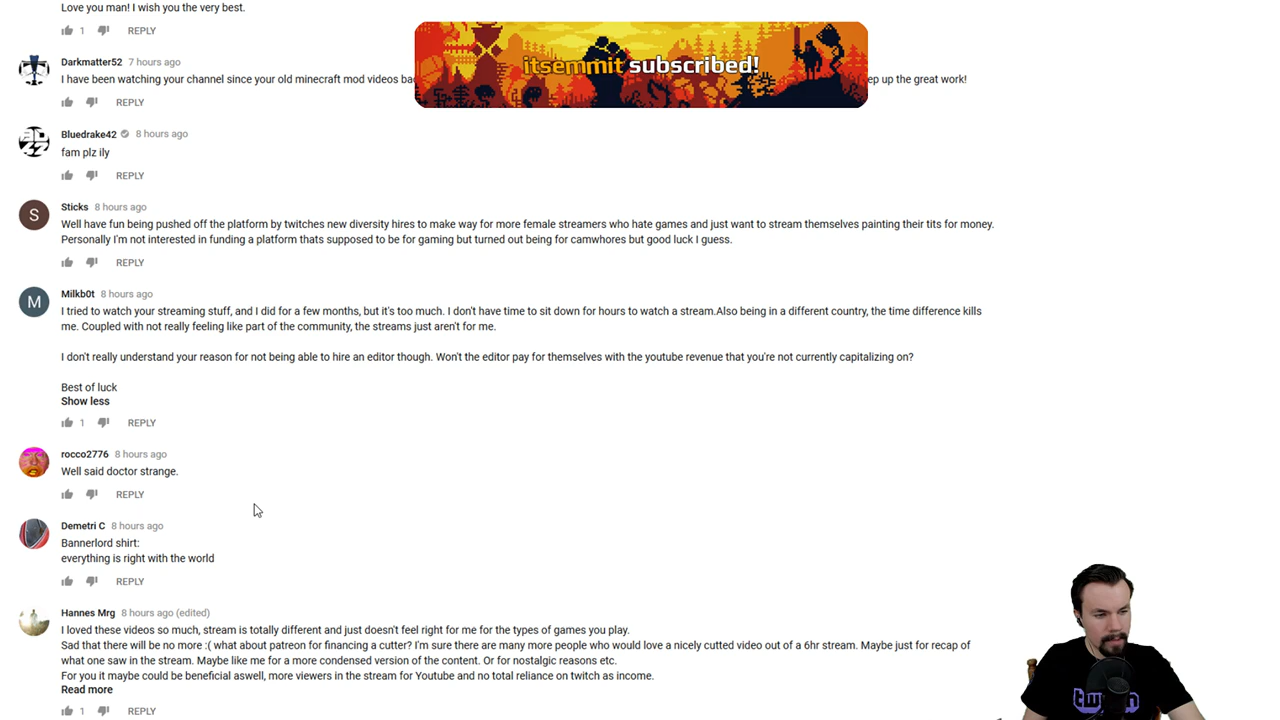 Love you man! I wish you the very best.
1 REPLY
Darkmatter52 7 hours ago
I have been watching your channel since your old minecraft mod videos bac
ep up the great work!
REPLY
itsemmit subscribed!
Bluedrake42 8 hours ago
fam plz ily
REPLY
S
Sticks 8 hours ago
Well have fun being pushed off the platform by twitches new diversity hires to make way for more female streamers who hate games and just want to stream themselves painting their tits for money.
Personally I'm not interested in funding a platform thats supposed to be for gaming but turned out being for camwhores but good luck I guess.
REPLY
M
Milkb0t 8 hours ago
I tried to watch your streaming stuff, and I did for a few months, but it's too much. I don't have time to sit down for hours to watch a stream.Also being in a different country, the time difference kills
me. Coupled with not really feeling like part of the community, the streams just aren't for me.
I don't really understand your reason for not being able to hire an editor though. Won't the editor pay for themselves with the youtube revenue that you're not currently capitalizing on?
Best of luck
Show less
1 REPLY
rocco2776 8 hours ago
Well said doctor strange.
REPLY
Demetri C 8 hours ago
Bannerlord shirt:
everything is right with the world
REPLY
Hannes Mrg 8 hours ago (edited)
I loved these videos so much, stream is totally different and just doesn't feel right for me for the types of games you play.
Sad that there will be no more :( what about patreon for financing a cutter? I'm sure there are many more people who would love a nicely cutted video out of a 6hr stream. Maybe just for recap of
what one saw in the stream. Maybe like me for a more condensed version of the content. Or for nostalgic reasons etc.
For you it maybe could be beneficial aswell, more viewers in the stream for Youtube and no total reliance on twitch as income.
Read more
1 REPLY